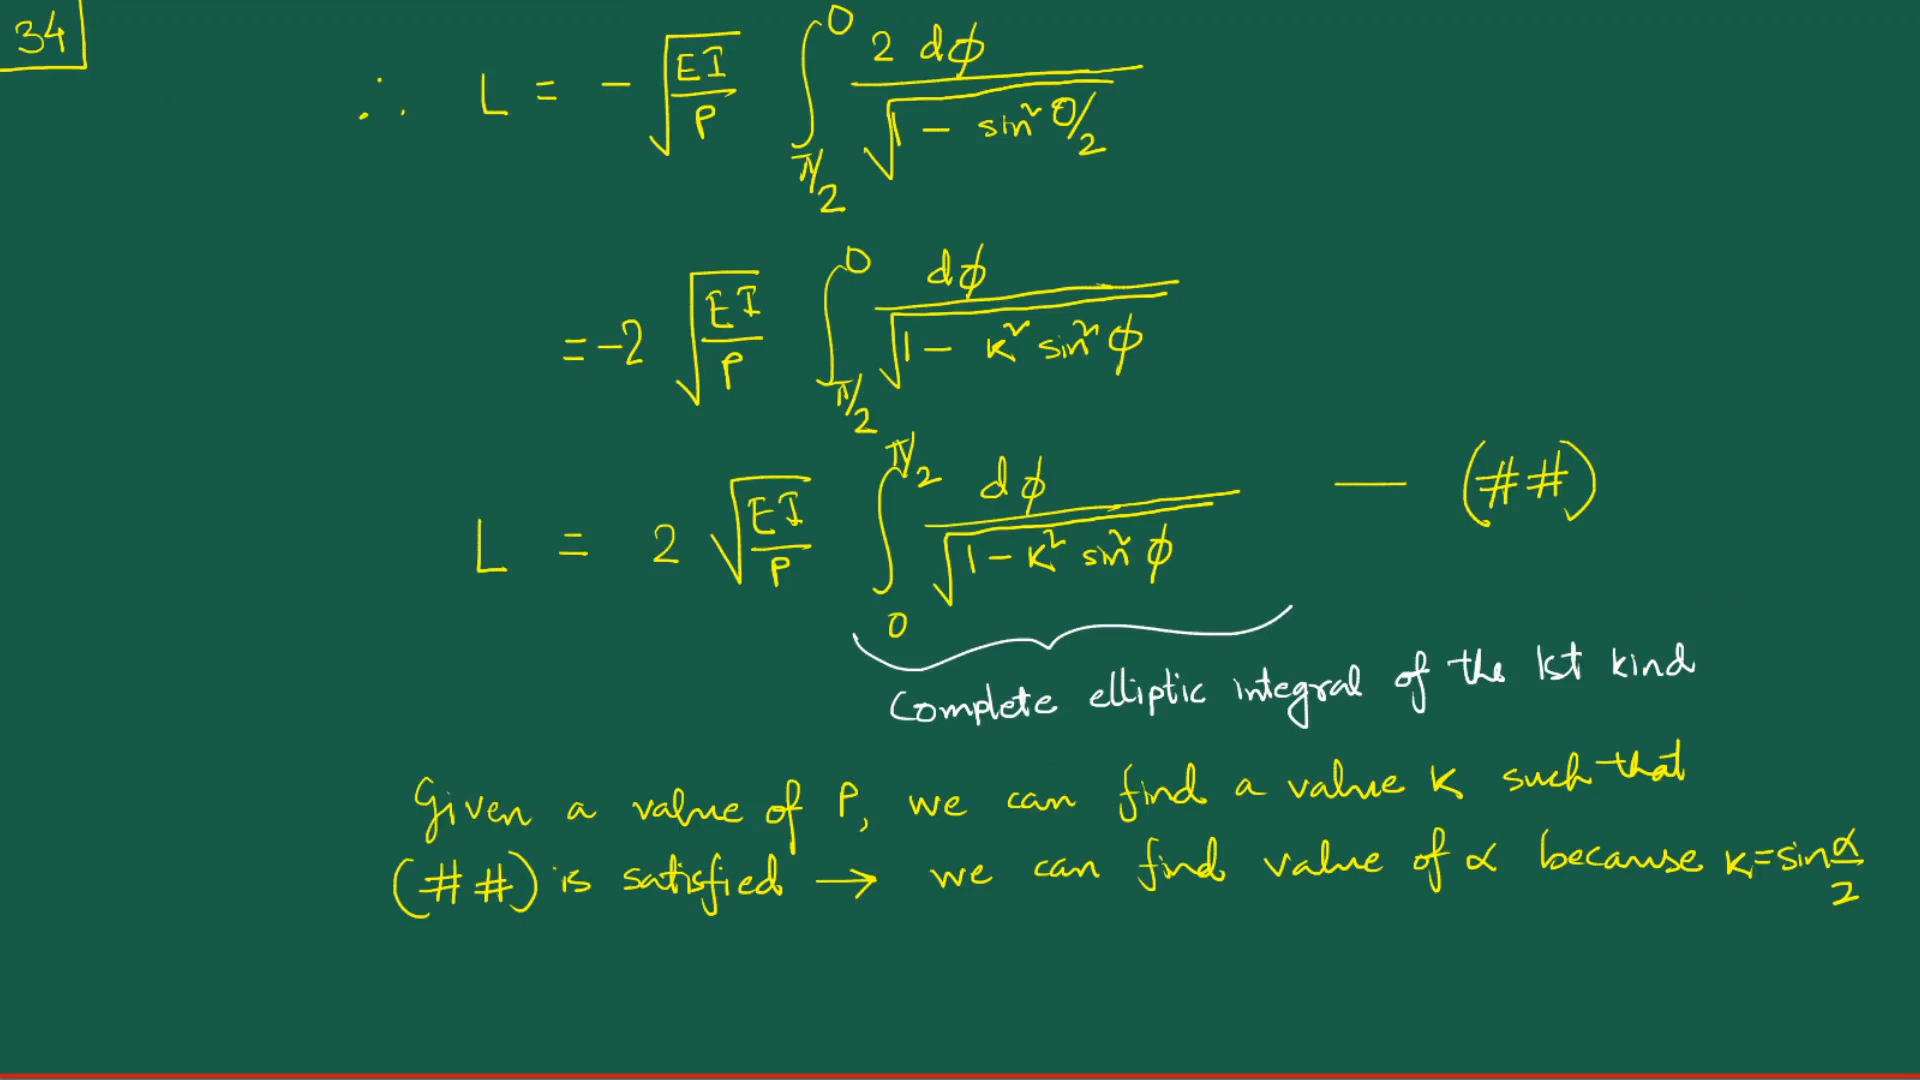 34
∴ L = - √(EI/P) ∫_{π/2}^{0} 2 dϕ / √(1 - sin² θ/2)
= -2 √(EI/P) ∫_{π/2}^{0} dϕ / √(1 - K² sin² ϕ)
L = 2 √(EI/P) ∫_{0}^{π/2} dϕ / √(1 - K² sin² ϕ) — (##)
Complete elliptic integral of the 1st kind
Given a value of P, we can find a value K such that
(##) is satisfied → we can find value of α because K = sin α/2